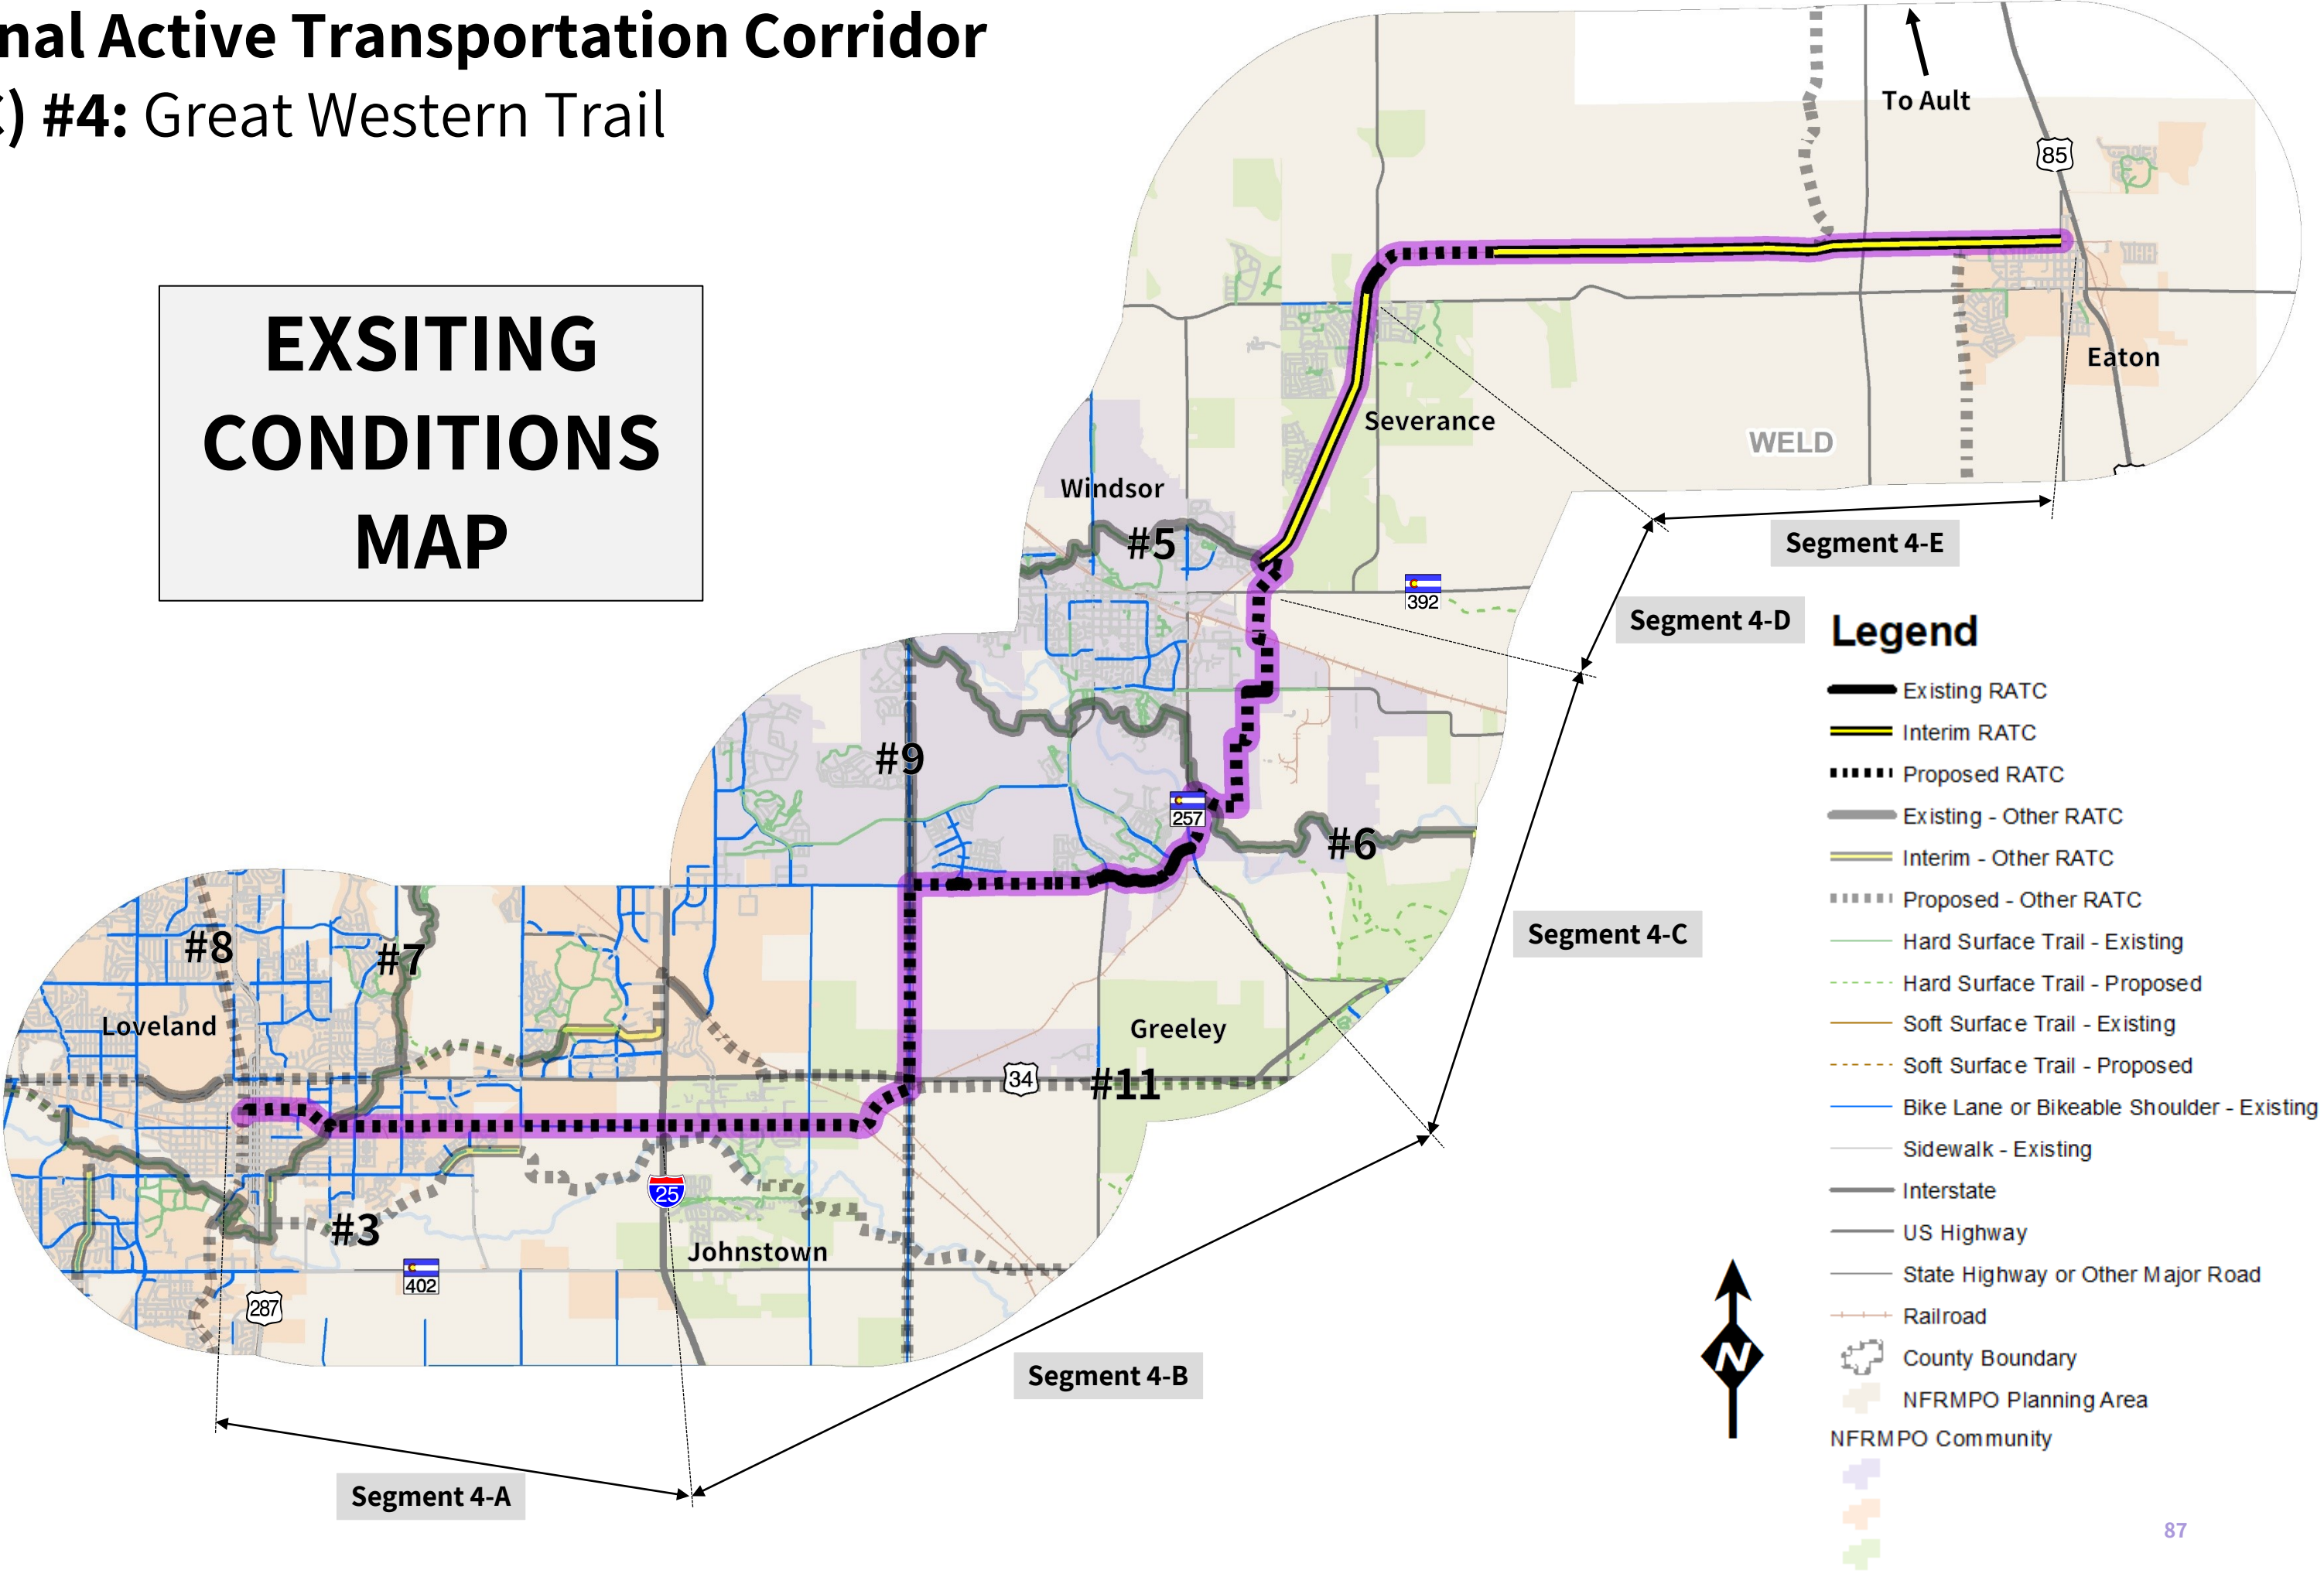 nal Active Transportation Corridor
) #4: Great Western Trail
EXSITING
CONDITIONS
MAP
To Ault
85
Eaton
Severance
WELD
Windsor
#5
Segment 4-E
392
Segment 4-D
#9
257
#6
Segment 4-C
#8
#7
Loveland
Greeley
34
#11
25
#3
Johnstown
402
287
Segment 4-B
Segment 4-A
Legend
Existing RATC
Interim RATC
Proposed RATC
Existing - Other RATC
Interim - Other RATC
Proposed - Other RATC
Hard Surface Trail - Existing
Hard Surface Trail - Proposed
Soft Surface Trail - Existing
Soft Surface Trail - Proposed
Bike Lane or Bikeable Shoulder - Existing
Sidewalk - Existing
Interstate
US Highway
State Highway or Other Major Road
Railroad
County Boundary
NFRMPO Planning Area
NFRMPO Community
N
87